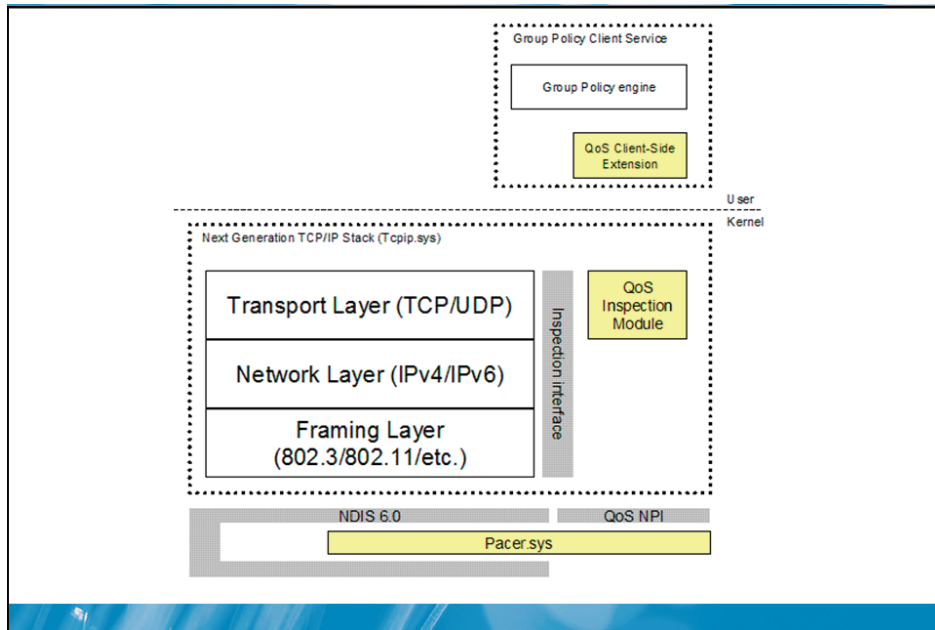 Group Policy Client Service
Group Policy engine
QoS Client-Side
Extension
User
Kernel
Next Generation TCP/IP Stack (Tcpip.sys)
Transport Layer (TCP/UDP)
Network Layer (IPv4/IPv6)
Framing Layer
(802.3/802.11/etc.)
Inspection interface
QoS
Inspection
Module
NDIS 6.0
QoS NPI
Pacer.sys